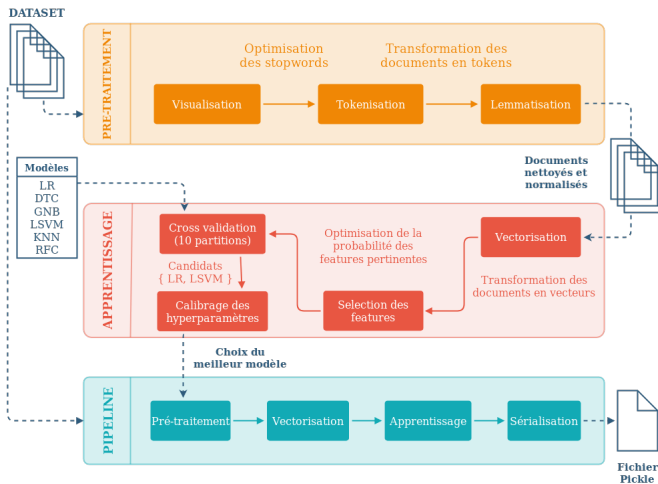 DATASET
PRE-TRAITEMENT
Optimisation
des stopwords
Transformation des
documents en tokens
Visualisation
Tokenisation
Lemmatisation
Documents
nettoyés et
normalisés
Modèles
LR
DTC
GNB
LSVM
KNN
RFC
APPRENTISSAGE
Cross validation
(10 partitions)
Candidats
{ LR, LSVM }
Calibrage des
hyperparamètres
Optimisation de la
probabilité des
features pertinentes
Selection des
features
Vectorisation
Transformation des
documents en vecteurs
Choix du
meilleur modèle
PIPELINE
Pré-traitement
Vectorisation
Apprentissage
Sérialisation
Fichier
Pickle